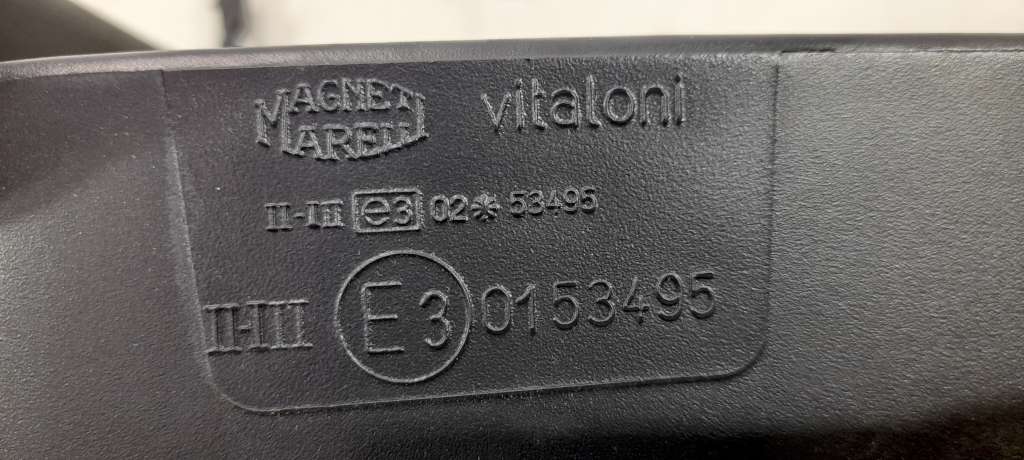 MAGNETI MARELLI vitaloni
II-III e3 02* 53495
II-III E3 0153495